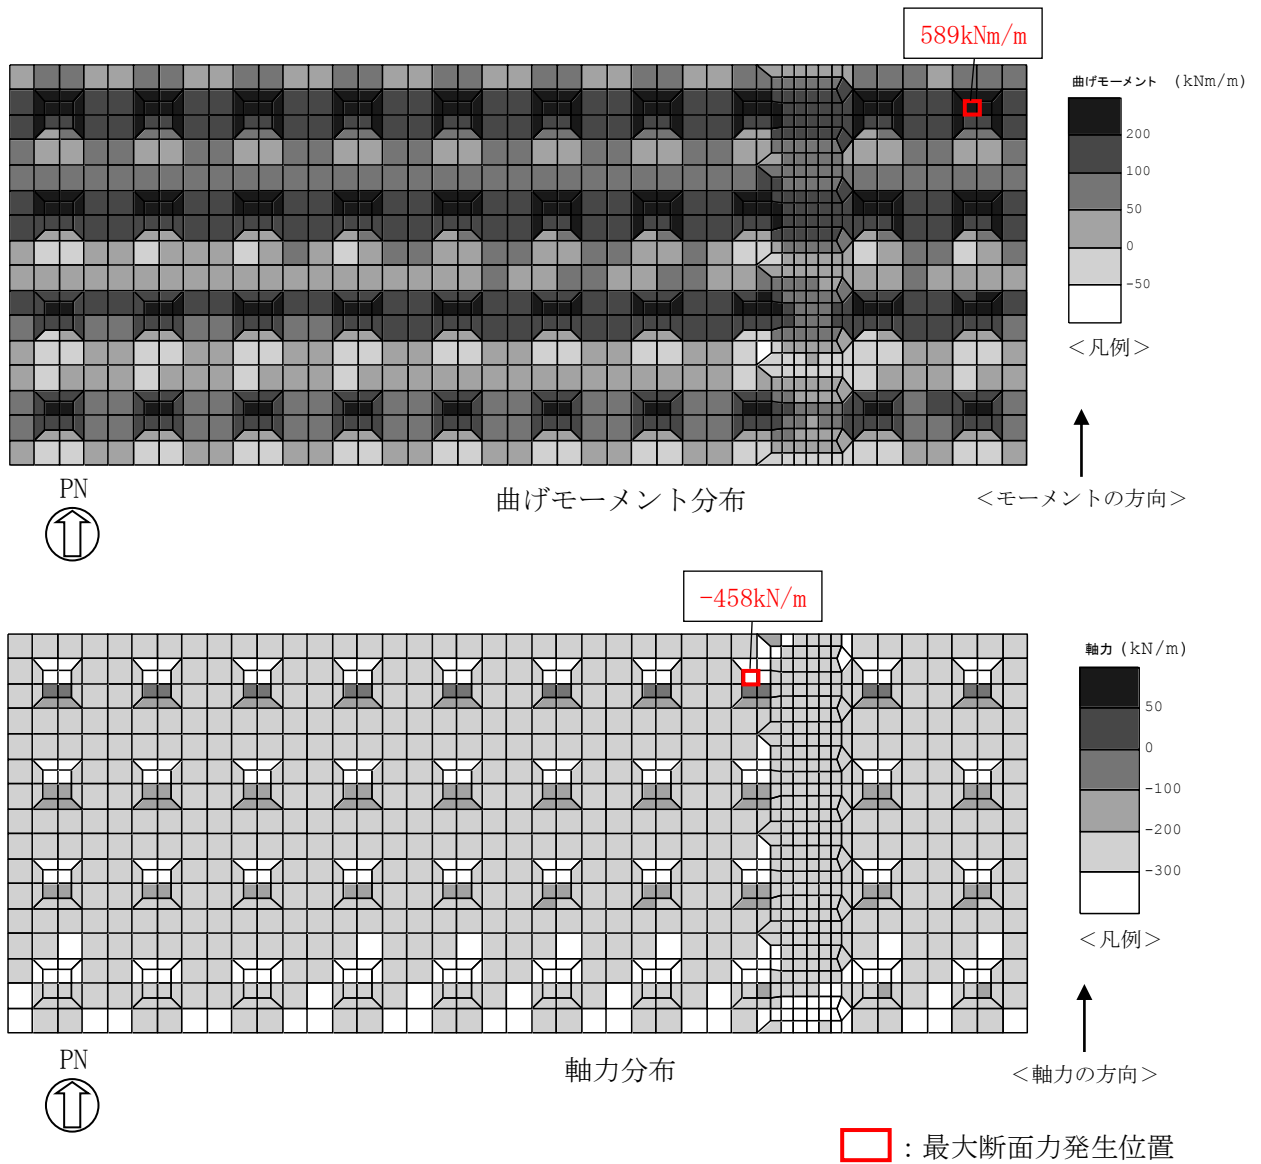 589kNm/m
曲げモーメント (kNm/m)
200
100
50
0
-50
＜凡例＞
PN
曲げモーメント分布
＜モーメントの方向＞
-458kN/m
軸力 (kN/m)
50
0
-100
-200
-300
＜凡例＞
PN
軸力分布
＜軸力の方向＞
：最大断面力発生位置